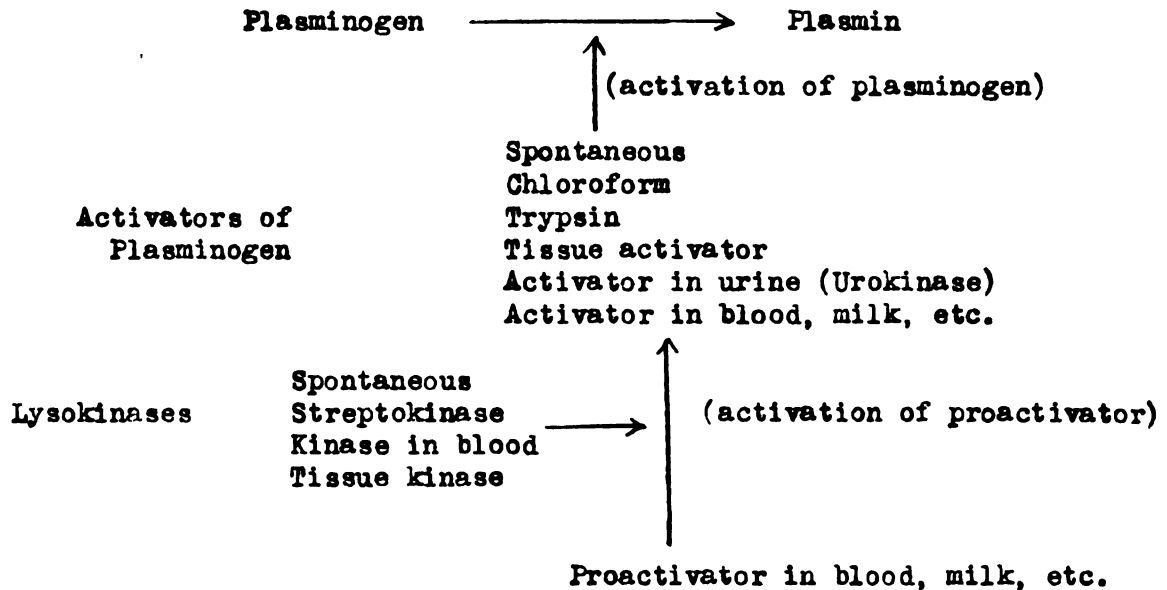 Plasminogen Plasmin
(activation of plasminogen)
Spontaneous
Chloroform
Activators of Trypsin
Plasminogen Tissue activator
Activator in urine (Urokinase)
Activator in blood, milk, etc.
Spontaneous
Lysokinases Streptokinase (activation of proactivator)
Kinase in blood
Tissue kinase
Proactivator in blood, milk, etc.